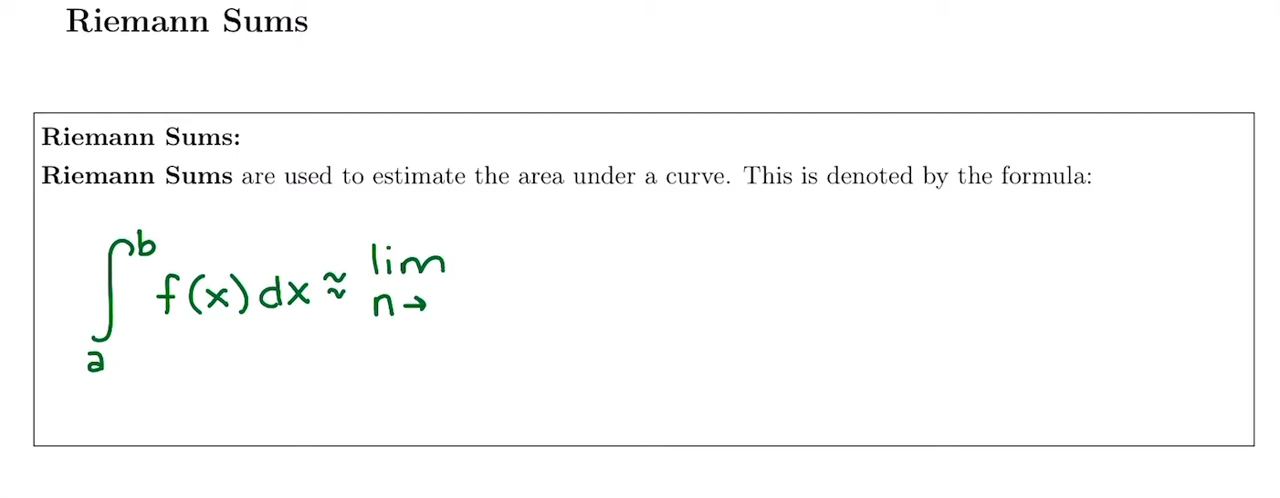 Riemann Sums
Riemann Sums:
Riemann Sums are used to estimate the area under a curve. This is denoted by the formula:
∫ₐᵇ f(x) dx ≈ lim n→